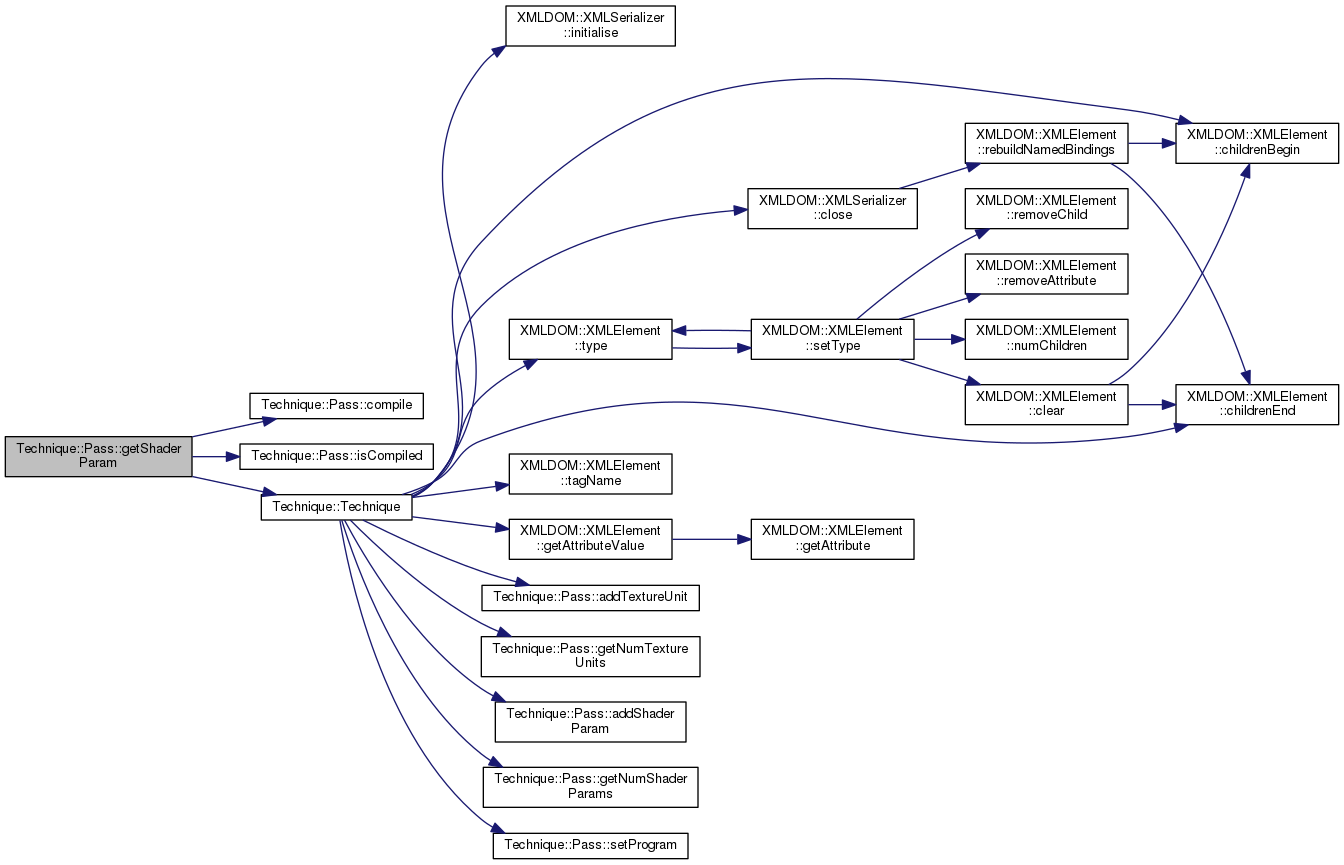 XMLDOM::XMLSerializer
::initialise
XMLDOM::XMLElement
::rebuildNamedBindings
XMLDOM::XMLElement
::childrenBegin
XMLDOM::XMLSerializer
::close
XMLDOM::XMLElement
::removeChild
XMLDOM::XMLElement
::removeAttribute
XMLDOM::XMLElement
::type
XMLDOM::XMLElement
::setType
XMLDOM::XMLElement
::numChildren
XMLDOM::XMLElement
::clear
XMLDOM::XMLElement
::childrenEnd
Technique::Pass::compile
Technique::Pass::getShader
Param
Technique::Pass::isCompiled
Technique::Technique
XMLDOM::XMLElement
::tagName
XMLDOM::XMLElement
::getAttributeValue
XMLDOM::XMLElement
::getAttribute
Technique::Pass::addTextureUnit
Technique::Pass::getNumTexture
Units
Technique::Pass::addShader
Param
Technique::Pass::getNumShader
Params
Technique::Pass::setProgram